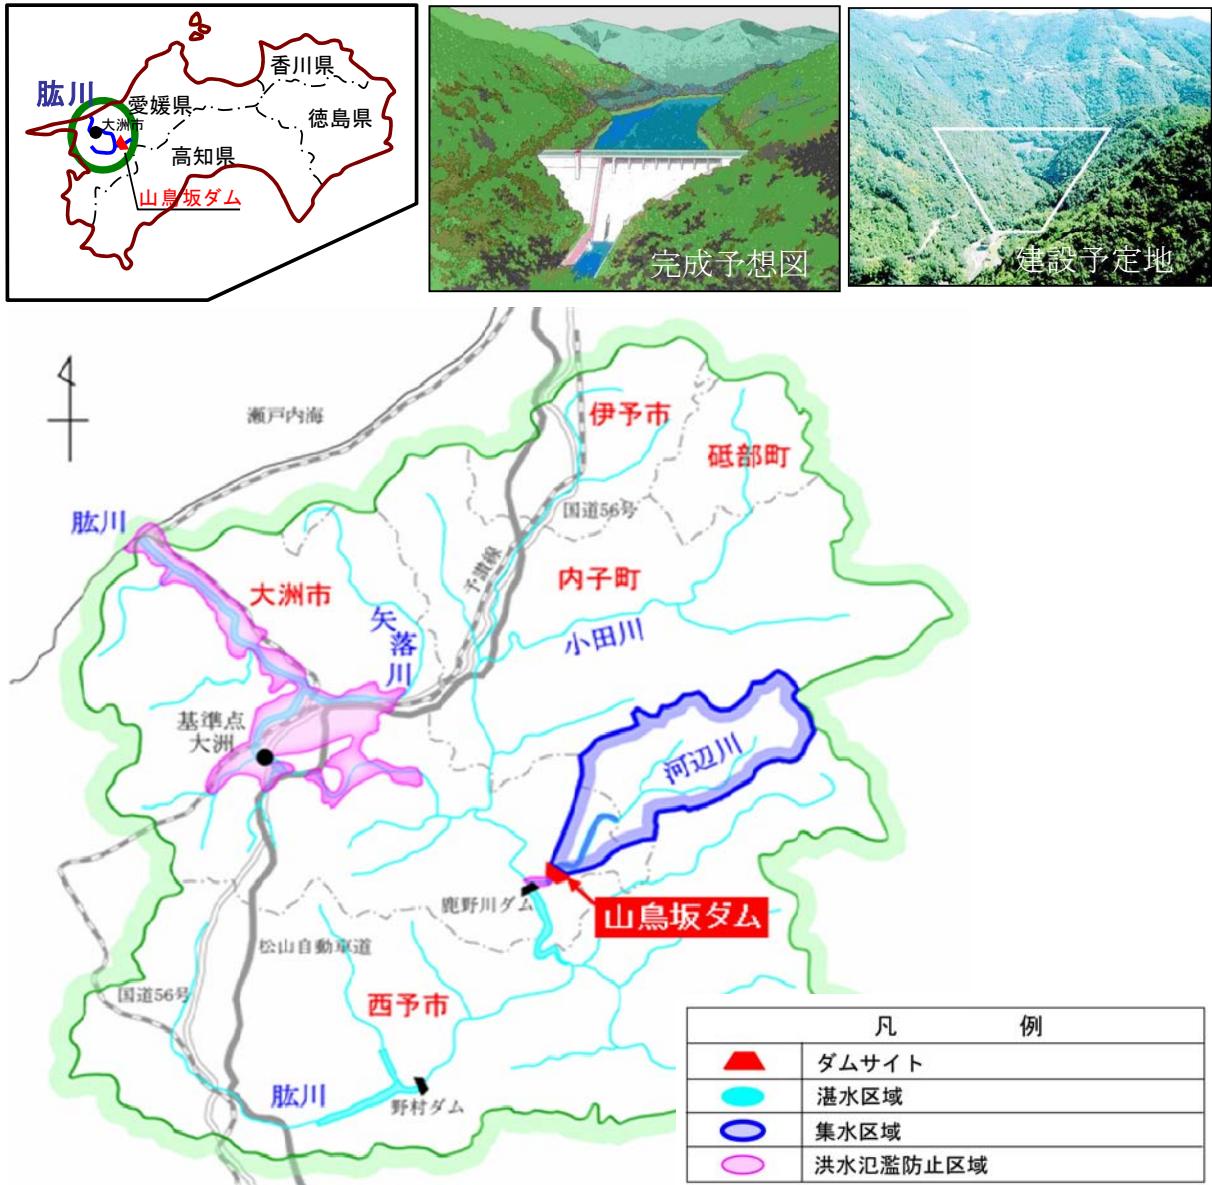 肱川
香川県
愛媛県
大洲市
徳島県
高知県
山鳥坂ダム
完成予想図
建設予定地
瀬戸内海
伊予市
砥部町
肱川
国道56号
予讃線
内子町
大洲市
矢落川
小田川
基準点
大洲
河辺川
鹿野川ダム
山鳥坂ダム
松山自動車道
国道56号
西予市
肱川
野村ダム
凡 例
ダムサイト
湛水区域
集水区域
洪水氾濫防止区域